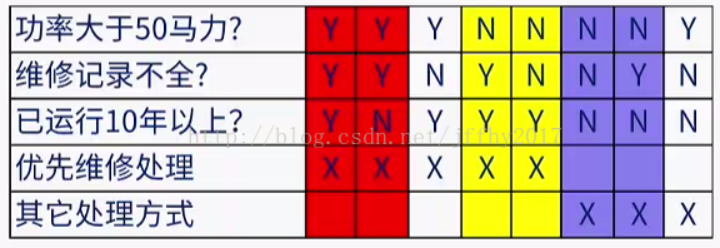 功率大于50马力? Y Y Y N N N N Y
维修记录不全? Y Y N Y N N Y N
已运行10年以上? Y N Y Y Y N N N
http://blog.csdn.net/jffhy2017
优先维修处理 X X X X X
其它处理方式 X X X